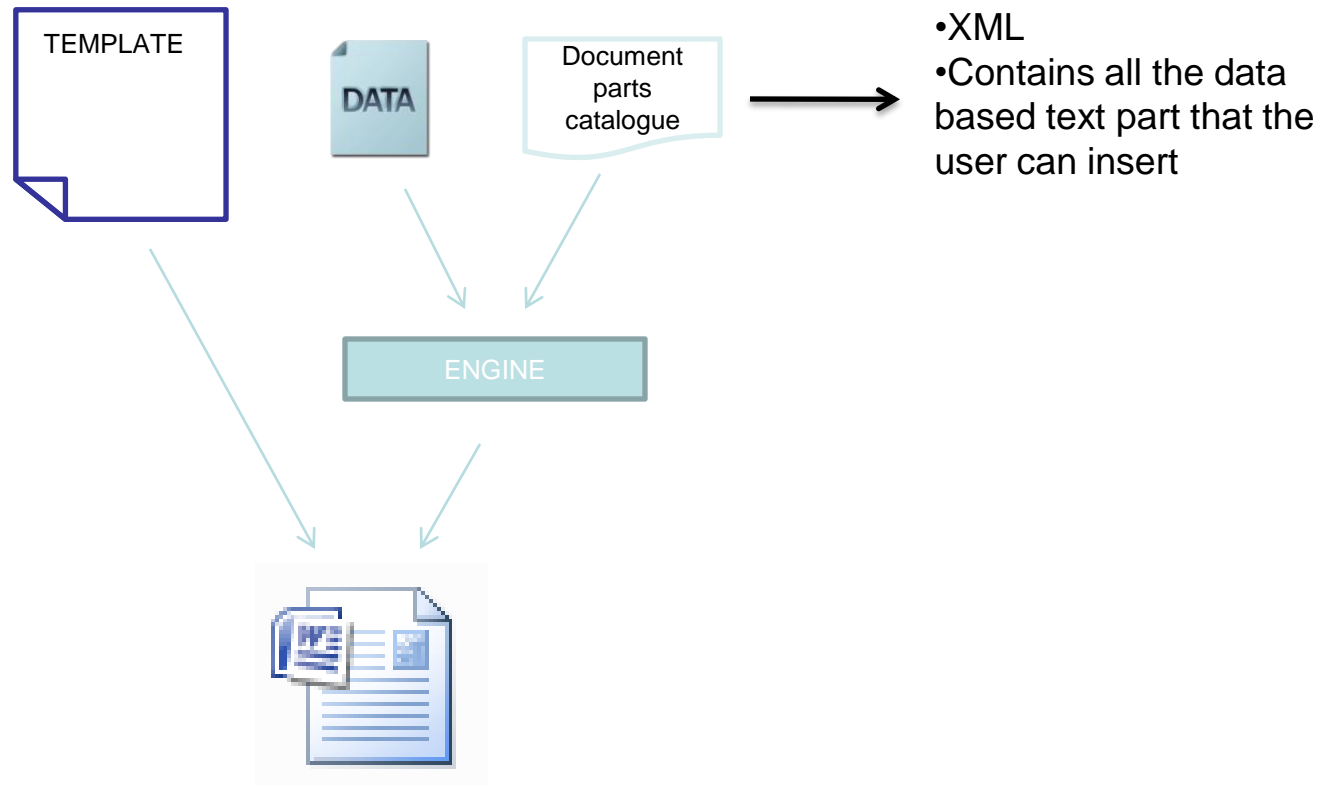 TEMPLATE
DATA
Document
parts
catalogue
•XML
•Contains all the data
based text part that the
user can insert
ENGINE
W